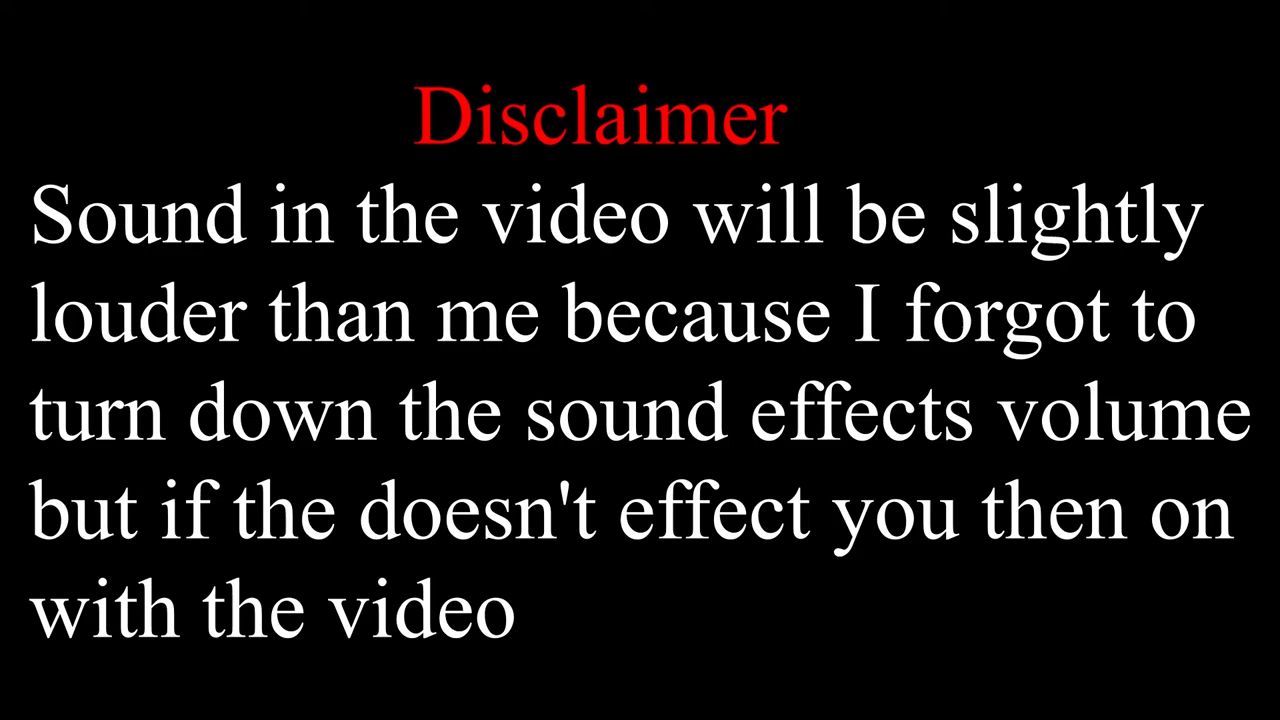 Disclaimer
Sound in the video will be slightly
louder than me because I forgot to
turn down the sound effects volume
but if the doesn't effect you then on
with the video